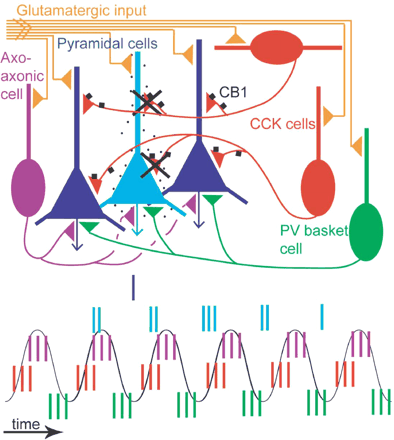 Glutamatergic input
Pyramidal cells
Axo-
axonic
cell
CB1
CCK cells
PV basket
cell
time